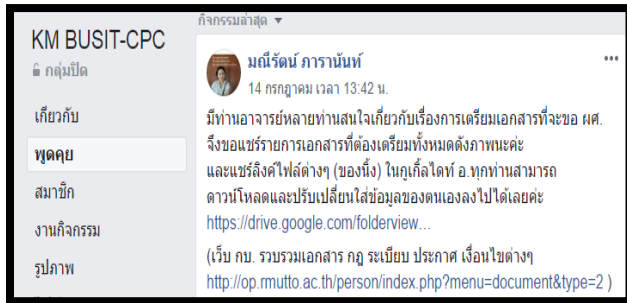 กิจกรรมล่าสุด
KM BUSIT-CPC
กลุ่มปิด
เกี่ยวกับ
พูดคุย
สมาชิก
งานกิจกรรม
รูปภาพ
มณีรัตน์ ภารานันท์
14 กรกฎาคม เวลา 13:42 น.
มีท่านอาจารย์หลายท่านสนใจเกี่ยวกับเรื่องการเตรียมเอกสารที่จะขอ ผศ.
จึงขอแชร์รายการเอกสารที่ต้องเตรียมทั้งหมดดังภาพนะคะ
และแชร์ลิงค์ไฟล์ต่างๆ (ของนิ้ง) ในกูเกิ้ลไดท์ อ.ทุกท่านสามารถ
ดาวน์โหลดและปรับเปลี่ยนใส่ข้อมูลของตนเองลงไปได้เลยค่ะ
https://drive.google.com/folderview...
(เว็บ กบ. รวบรวมเอกสาร กฎ ระเบียบ ประกาศ เงื่อนไขต่างๆ
http://op.rmutto.ac.th/person/index.php?menu=document&type=2 )